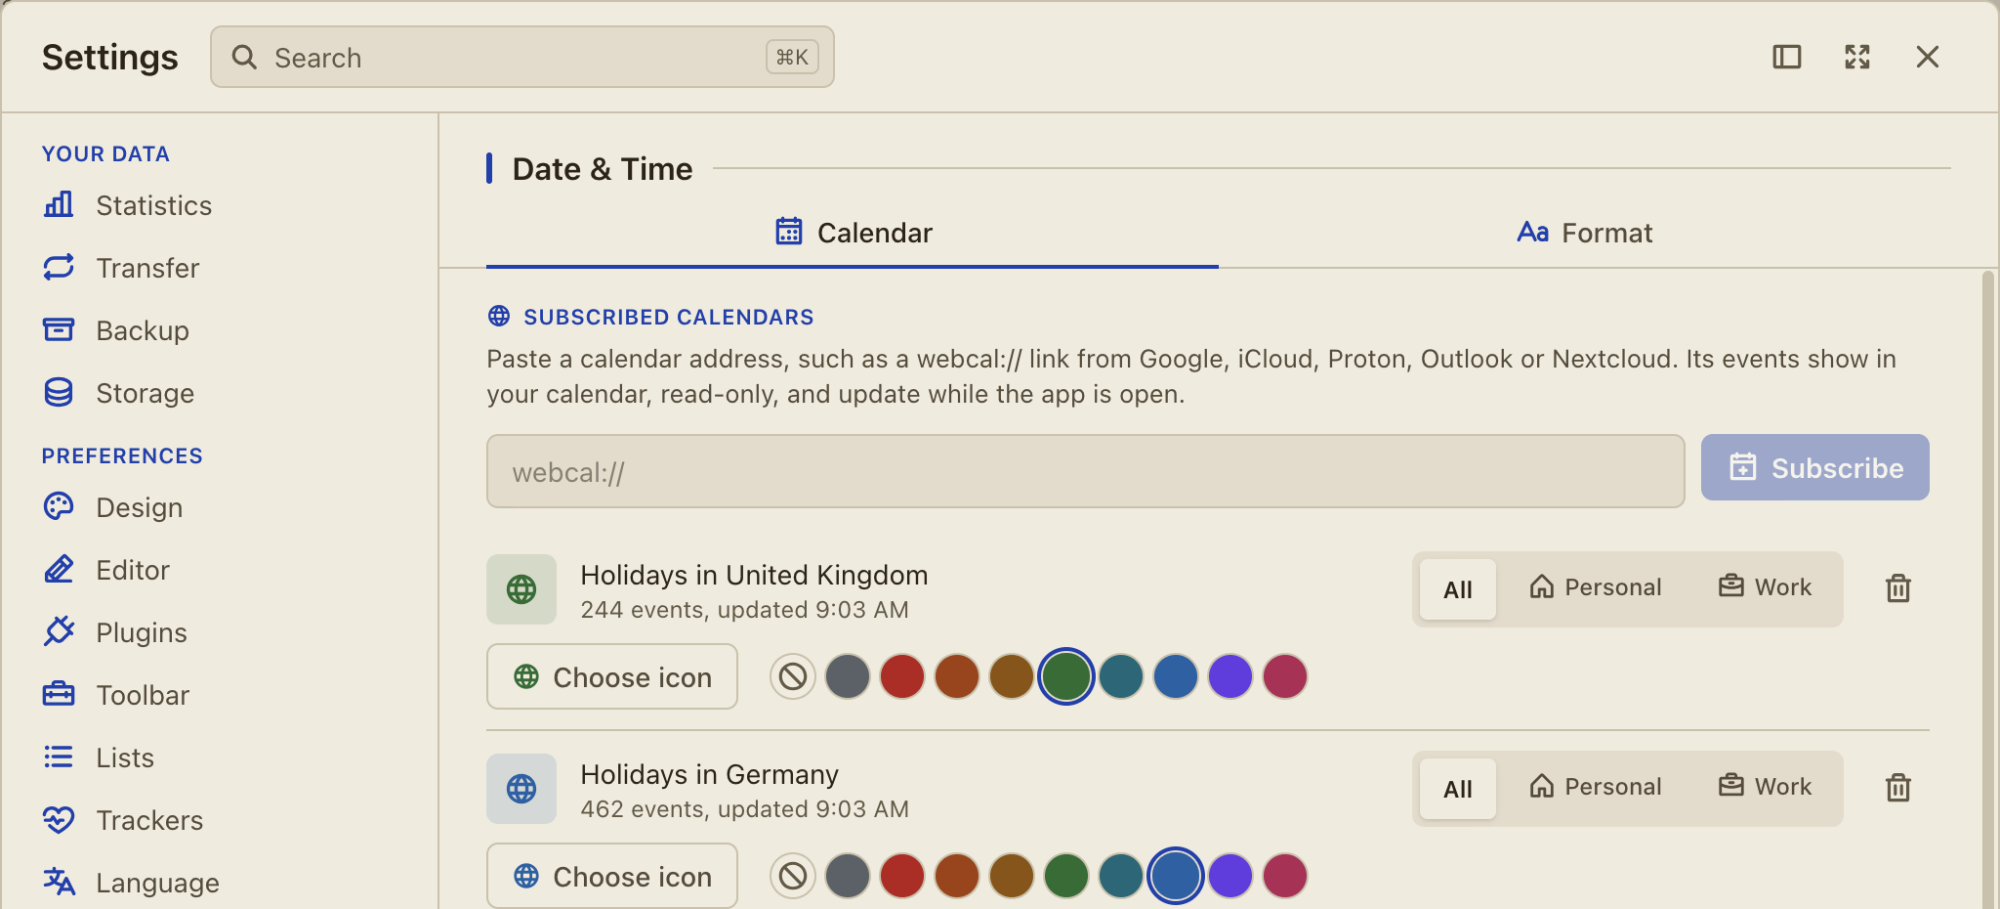 Settings
Search
⌘K
YOUR DATA
Statistics
Transfer
Backup
Storage
PREFERENCES
Design
Editor
Plugins
Toolbar
Lists
Trackers
Language
Date & Time
Calendar
Aa Format
SUBSCRIBED CALENDARS
Paste a calendar address, such as a webcal:// link from Google, iCloud, Proton, Outlook or Nextcloud. Its events show in
your calendar, read-only, and update while the app is open.
webcal://
Subscribe
Holidays in United Kingdom
244 events, updated 9:03 AM
All Personal Work
Choose icon
Holidays in Germany
462 events, updated 9:03 AM
All Personal Work
Choose icon